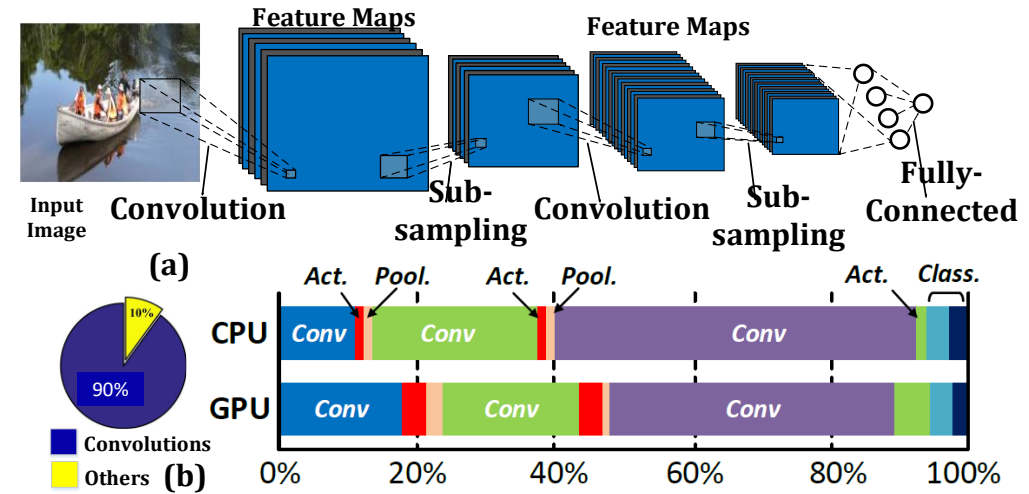 Feature Maps
Feature Maps
Input
Image
Convolution
Sub-
sampling
Convolution
Sub-
sampling
Fully-
Connected
(a)
10%
90%
Convolutions
Others
(b)
Act.
Pool.
Act.
Pool.
Act.
Class.
CPU
Conv
Conv
Conv
GPU
Conv
Conv
Conv
0%
20%
40%
60%
80%
100%